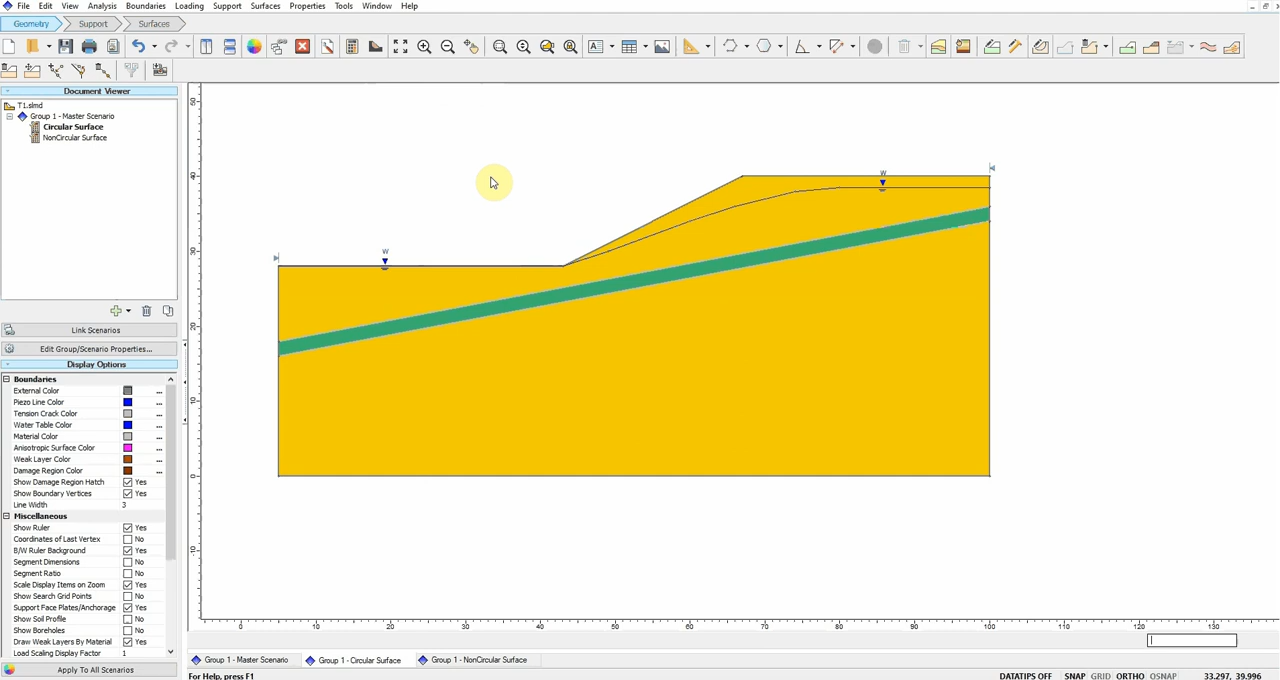 File Edit View Analysis Boundaries Loading Support Surfaces Properties Tools Window Help
Geometry Support Surfaces
Document Viewer
T1.slmd
Group 1 - Master Scenario
Circular Surface
NonCircular Surface
Link Scenarios
Edit Group/Scenario Properties...
Display Options
Boundaries
External Color ...
Piezo Line Color ...
Tension Crack Color ...
Water Table Color ...
Material Color ...
Anisotropic Surface Color ...
Weak Layer Color ...
Damage Region Color ...
Show Damage Region Hatch Yes
Show Boundary Vertices Yes
Line Width 3
Miscellaneous
Show Ruler Yes
Coordinates of Last Vertex No
B/W Ruler Background Yes
Segment Dimensions No
Segment Ratio No
Scale Display Items on Zoom Yes
Show Search Grid Points No
Support Face Plates/Anchorage Yes
Show Soil Profile No
Show Boreholes No
Draw Weak Layers By Material Yes
Load Scaling Display Factor 1
Apply To All Scenarios
50
40
30
20
10
0
-10
W
W
0 10 20 30 40 50 60 70 80 90 100 110 120 130
Group 1 - Master Scenario Group 1 - Circular Surface Group 1 - NonCircular Surface
For Help, press F1 DATATIPS OFF SNAP GRID ORTHO OSNAP 33.297, 39.996